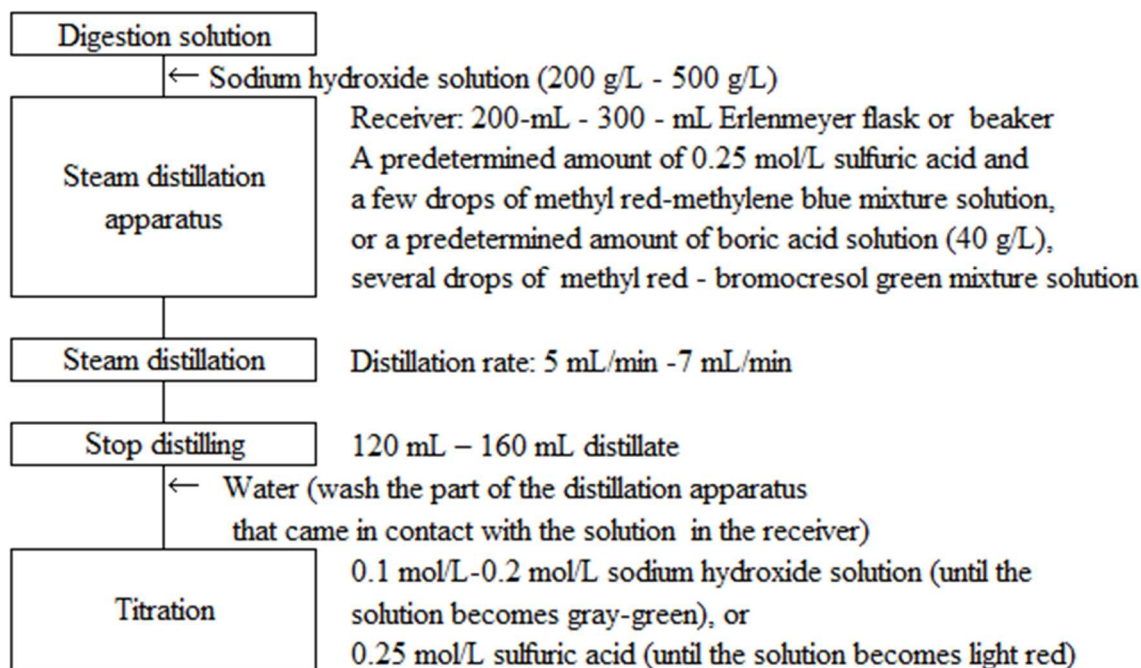 Digestion solution
← Sodium hydroxide solution (200 g/L - 500 g/L)
Steam distillation
apparatus
Receiver: 200-mL - 300 - mL Erlenmeyer flask or beaker
A predetermined amount of 0.25 mol/L sulfuric acid and
a few drops of methyl red-methylene blue mixture solution,
or a predetermined amount of boric acid solution (40 g/L),
several drops of methyl red - bromocresol green mixture solution
Steam distillation
Distillation rate: 5 mL/min -7 mL/min
Stop distilling
120 mL – 160 mL distillate
← Water (wash the part of the distillation apparatus
that came in contact with the solution in the receiver)
Titration
0.1 mol/L-0.2 mol/L sodium hydroxide solution (until the
solution becomes gray-green), or
0.25 mol/L sulfuric acid (until the solution becomes light red)